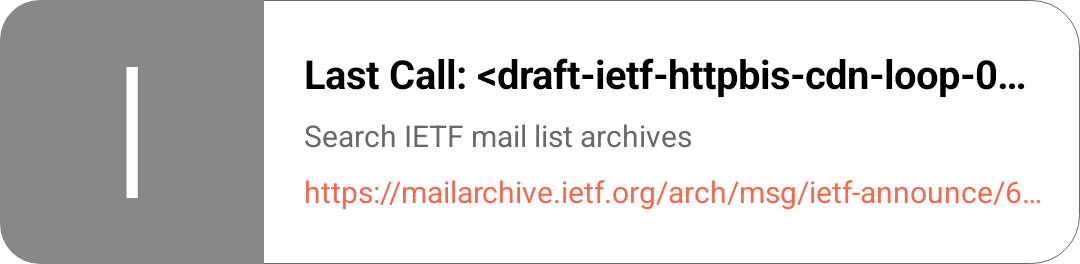 I
Last Call: <draft-ietf-httpbis-cdn-loop-0...
Search IETF mail list archives
https://mailarchive.ietf.org/arch/msg/ietf-announce/6...